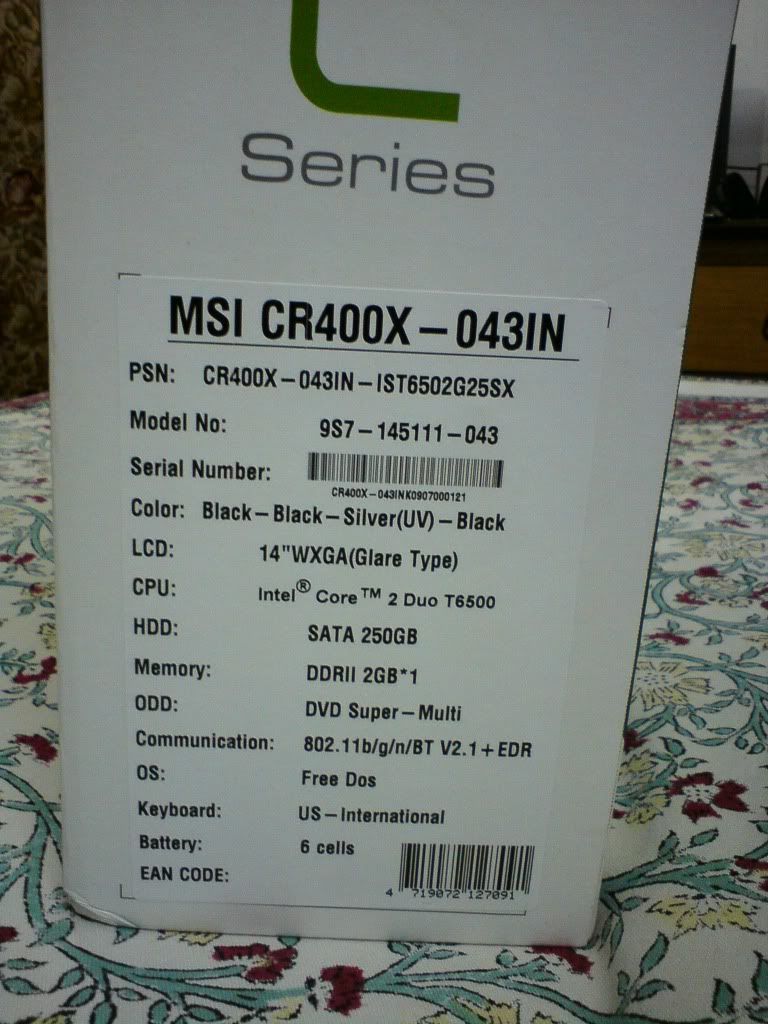 Series
MSI CR400X-043IN
PSN: CR400X-043IN-IST6502G25SX
Model No: 9S7-145111-043
Serial Number:
CR400X-043INK0907000121
Color: Black-Black-Silver(UV)-Black
LCD: 14"WXGA(Glare Type)
CPU: Intel® Core™ 2 Duo T6500
HDD: SATA 250GB
Memory: DDRII 2GB*1
ODD: DVD Super-Multi
Communication: 802.11b/g/n/BT V2.1+EDR
OS: Free Dos
Keyboard: US-International
Battery: 6 cells
EAN CODE:
4 719072 127091